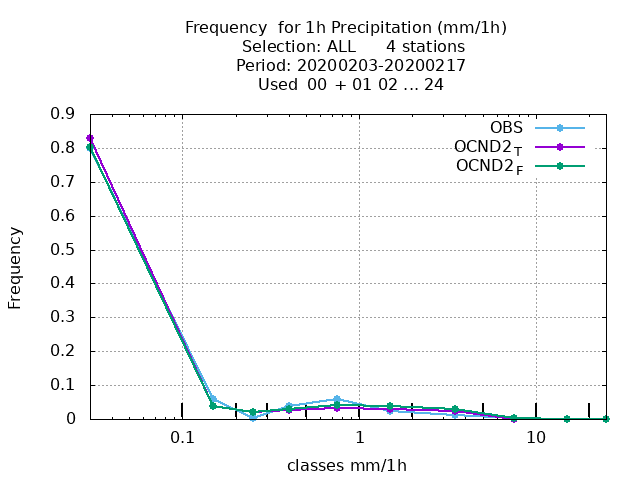 Frequency  for 1h Precipitation (mm/1h)
Selection: ALL      4 stations
Period: 20200203-20200217
Used  00  + 01 02 ... 24
0.9
0.8
0.7
0.6
0.5
0.4
0.3
0.2
0.1
0
Frequency
OBS
OCND2T
OCND2F
0.1 1 10
classes mm/1h